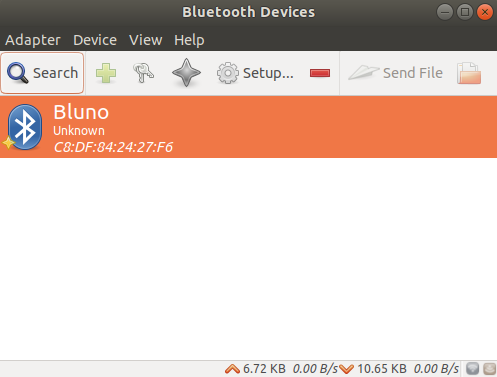 Bluetooth Devices
Adapter Device View Help
Search Setup... Send File
Bluno
Unknown
C8:DF:84:24:27:F6
6.72 KB 0.00 B/s 10.65 KB 0.00 B/s